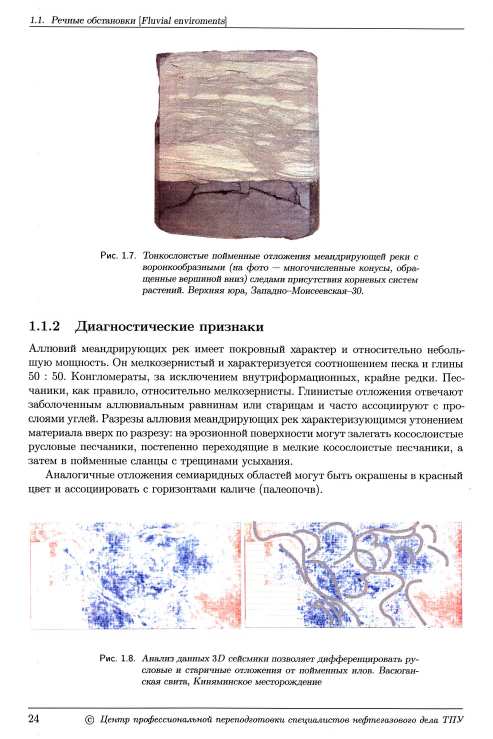 1.1. Речные обстановки [Fluvial enviroments]
Рис. 1.7. Тонкослоистые пойменные отложения меандрирующей реки с
воронкообразными (на фото — многочисленные конусы, обра-
щенные вершиной вниз) следами присутствия корневых систем
растений. Верхняя юра, Западно–Моисеевская–30.
1.1.2 Диагностические признаки
Аллювий меандрирующих рек имеет покровный характер и относительно неболь-
шую мощность. Он мелкозернистый и характеризуется соотношением песка и глины
50 : 50. Конгломераты, за исключением внутриформационных, крайне редки. Пес-
чаники, как правило, относительно мелкозернисты. Глинистые отложения отвечают
заболоченным аллювиальным равнинам или старицам и часто ассоциируют с про-
слоями углей. Разрезы аллювия меандрирующих рек характеризующимся утонением
материала вверх по разрезу: на эрозионной поверхности могут залегать косослоистые
русловые песчаники, постепенно переходящие в мелкие косослоистые песчаники, а
затем в пойменные сланцы с трещинами усыхания.
Аналогичные отложения семиаридных областей могут быть окрашены в красный
цвет и ассоциировать с горизонтами каличе (палеопочв).
Рис. 1.8. Анализ данных 3D сейсмики позволяет дифференцировать ру-
словые и старичные отложения от пойменных илов. Васюган-
ская свита, Киняминское месторождение
24 © Центр профессиональной переподготовки специалистов нефтегазового дела ТПУ